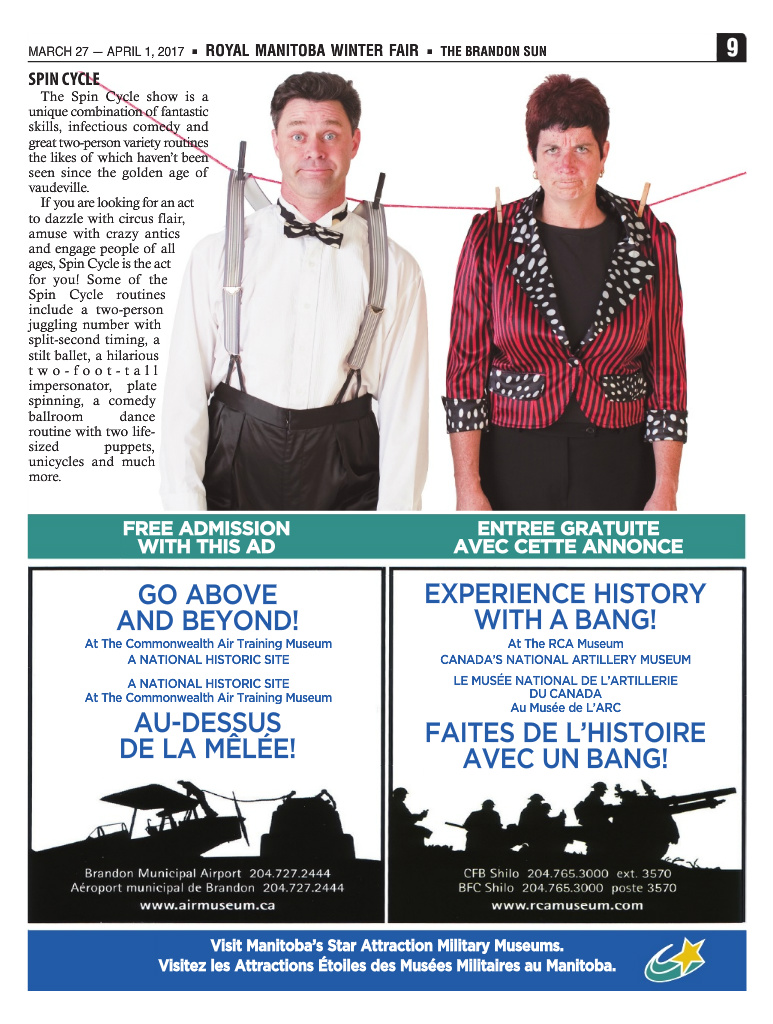 MARCH 27 — APRIL 1, 2017 ▪ ROYAL MANITOBA WINTER FAIR ▪ THE BRANDON SUN
9
SPIN CYCLE
The Spin Cycle show is a
unique combination of fantastic
skills, infectious comedy and
great two-person variety routines
the likes of which haven't been
seen since the golden age of
vaudeville.
If you are looking for an act
to dazzle with circus flair,
amuse with crazy antics
and engage people of all
ages, Spin Cycle is the act
for you! Some of the
Spin Cycle routines
include a two-person
juggling number with
split-second timing, a
stilt ballet, a hilarious
two-foot-tall
impersonator, plate
spinning, a comedy
ballroom dance
routine with two life-
sized puppets,
unicycles and much
more.
FREE ADMISSION
WITH THIS AD
ENTREE GRATUITE
AVEC CETTE ANNONCE
GO ABOVE
AND BEYOND!
At The Commonwealth Air Training Museum
A NATIONAL HISTORIC SITE
A NATIONAL HISTORIC SITE
At The Commonwealth Air Training Museum
AU-DESSUS
DE LA MÊLÉE!
Brandon Municipal Airport 204.727.2444
Aéroport municipal de Brandon 204.727.2444
www.airmuseum.ca
EXPERIENCE HISTORY
WITH A BANG!
At The RCA Museum
CANADA'S NATIONAL ARTILLERY MUSEUM
LE MUSÉE NATIONAL DE L'ARTILLERIE
DU CANADA
Au Musée de L'ARC
FAITES DE L'HISTOIRE
AVEC UN BANG!
CFB Shilo 204.765.3000 ext. 3570
BFC Shilo 204.765.3000 poste 3570
www.rcamuseum.com
Visit Manitoba's Star Attraction Military Museums.
Visitez les Attractions Étoiles des Musées Militaires au Manitoba.